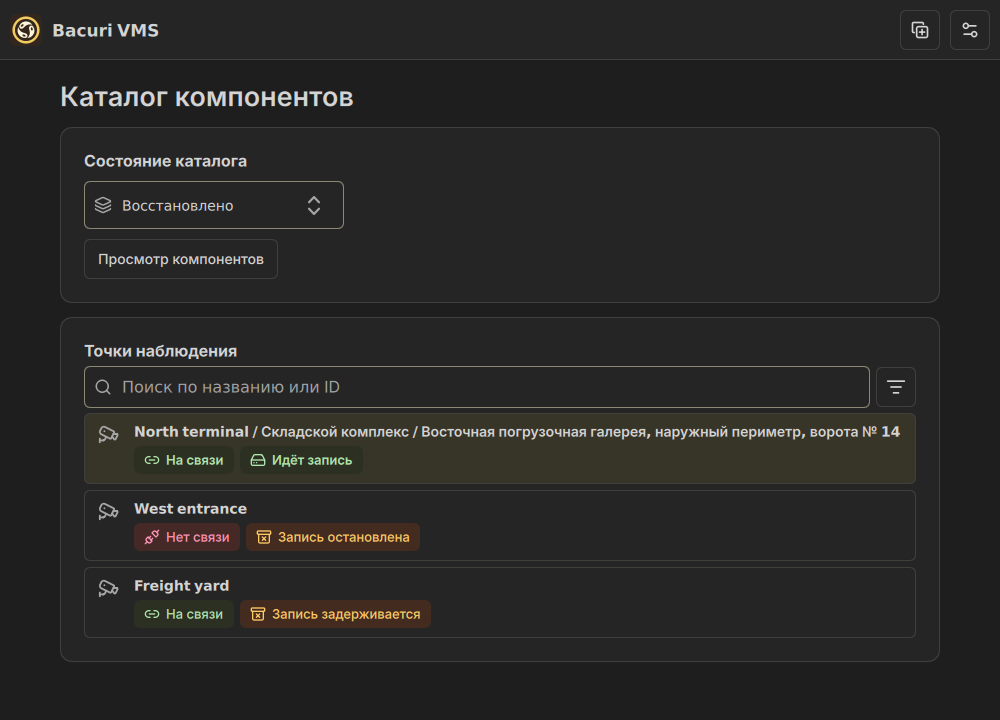 Bacuri VMS
Каталог компонентов
Состояние каталога
Восстановлено
Просмотр компонентов
Точки наблюдения
Поиск по названию или ID
North terminal / Складской комплекс / Восточная погрузочная галерея, наружный периметр, ворота № 14
На связи Идёт запись
West entrance
Нет связи Запись остановлена
Freight yard
На связи Запись задерживается